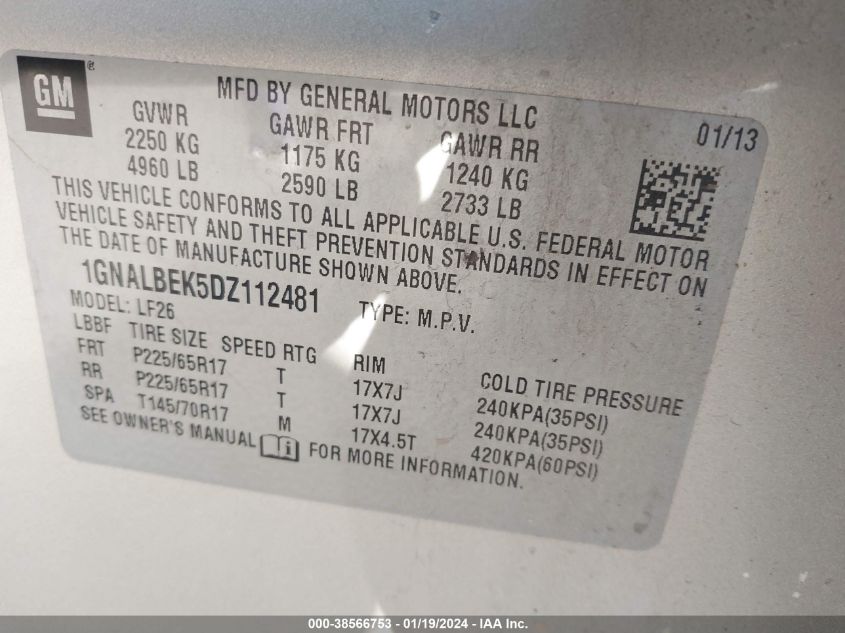 GM
MFD BY GENERAL MOTORS LLC
01/13
GVWR GAWR FRT GAWR RR
2250 KG 1175 KG 1240 KG
4960 LB 2590 LB 2733 LB
THIS VEHICLE CONFORMS TO ALL APPLICABLE U.S. FEDERAL MOTOR
VEHICLE SAFETY AND THEFT PREVENTION STANDARDS IN EFFECT ON
THE DATE OF MANUFACTURE SHOWN ABOVE.
1GNALBEK5DZ112481 TYPE: M.P.V.
MODEL: LF26
LBBF TIRE SIZE SPEED RTG RIM COLD TIRE PRESSURE
FRT P225/65R17 T 17X7J 240KPA(35PSI)
RR P225/65R17 T 17X7J 240KPA(35PSI)
SPA T145/70R17 M 17X4.5T 420KPA(60PSI)
SEE OWNER'S MANUAL i FOR MORE INFORMATION.
000-38566753 - 01/19/2024 - IAA Inc.